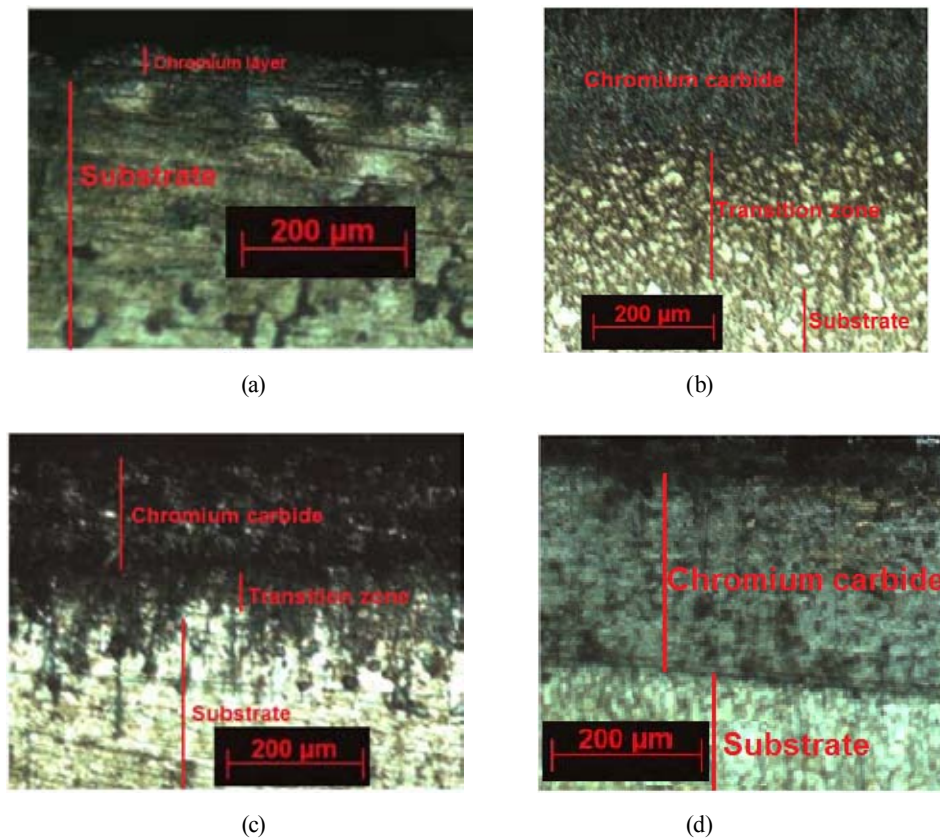 Chromium layer
Substrate
200 µm
(a)
Chromium carbide
Transition zone
200 µm
Substrate
(b)
Chromium carbide
Transition zone
Substrate
200 µm
(c)
Chromium carbide
200 µm
Substrate
(d)